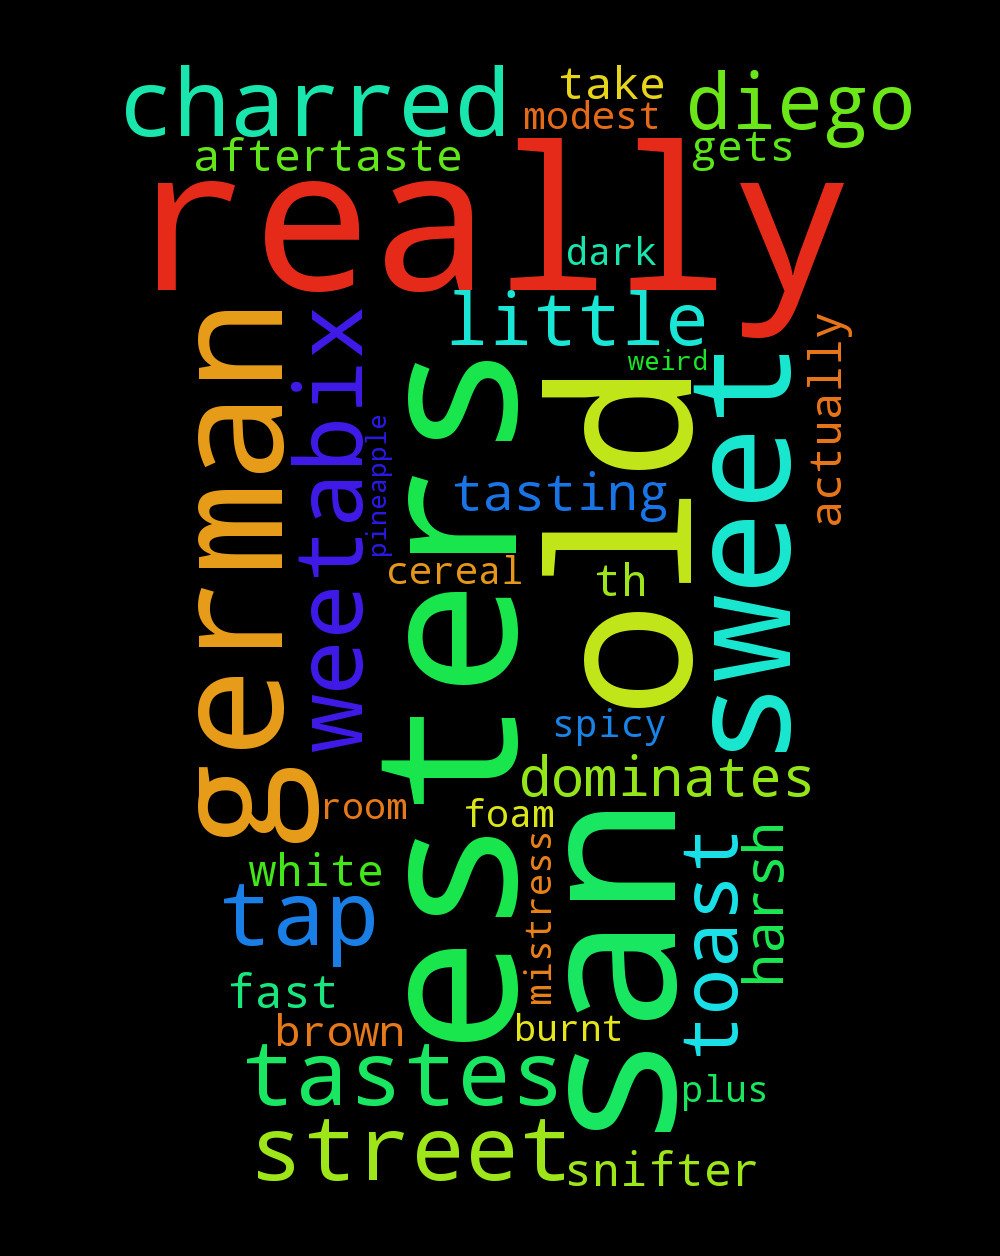 charred
take
diego
modest
aftertaste
gets
really
dark
little
weird
german
weetabix
pineapple
esters
old
sweet
actually
tasting
cereal
th
spicy
dominates
room
foam
white
tap
mistress
san
toast
harsh
fast
brown
burnt
tastes
plus
street
snifter